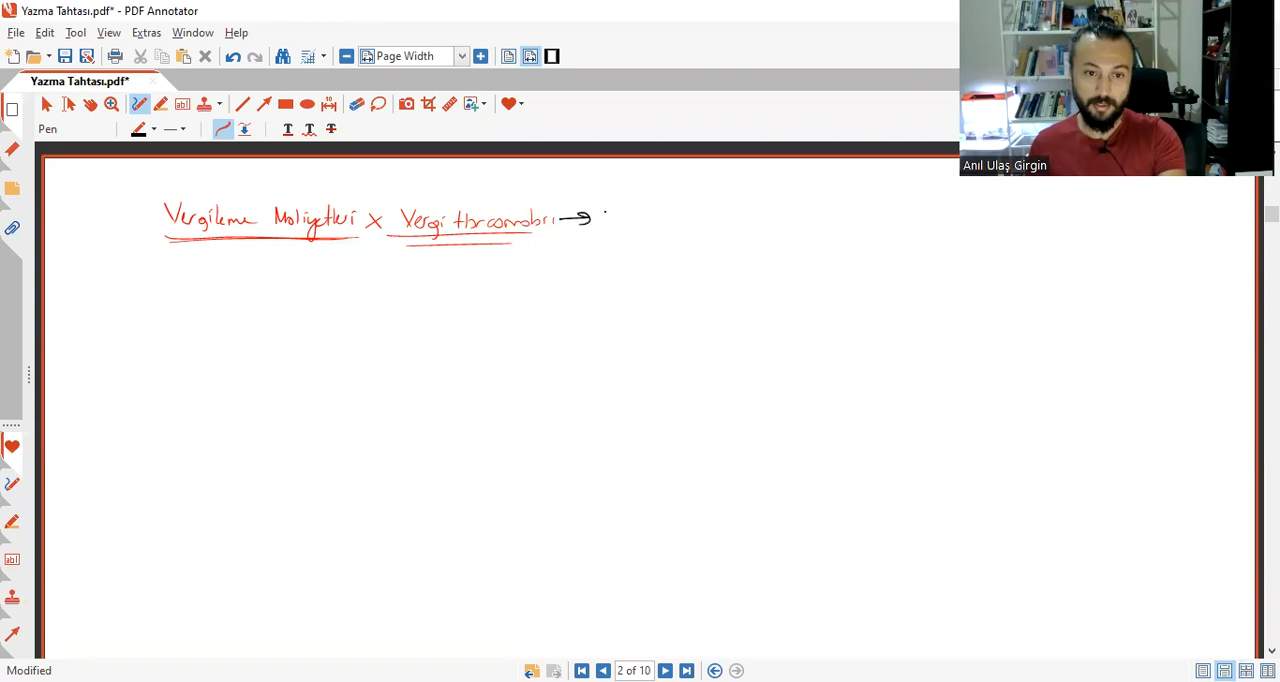 Yazma Tahtası.pdf* - PDF Annotator
File Edit Tool View Extras Window Help
Page Width
Yazma Tahtası.pdf*
Pen
Anıl Ulaş Girgin
Vergileme Maliyetleri x Vergi Harcamaları →
Modified
2 of 10